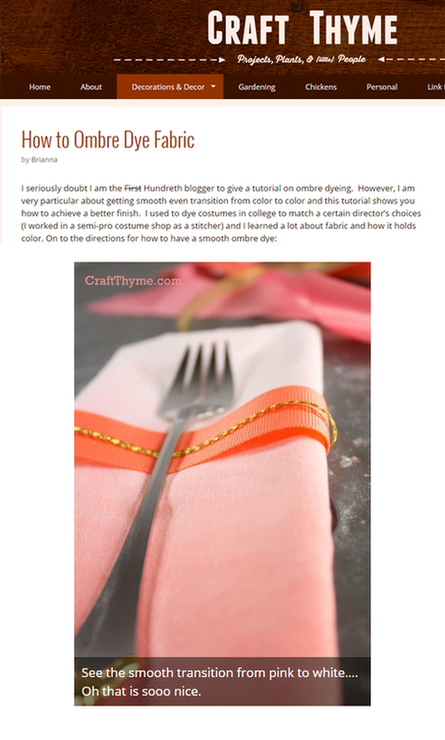 CRAFT THYME
Projects, Plants, & (little) People
Home About Decorations & Decor Gardening Chickens Personal Link
How to Ombre Dye Fabric
by Brianna
I seriously doubt I am the First Hundreth blogger to give a tutorial on ombre dyeing. However, I am
very particular about getting smooth even transition from color to color and this tutorial shows you
how to achieve a better finish. I used to dye costumes in college to match a certain director's choices
(I worked in a semi-pro costume shop as a stitcher) and I learned a lot about fabric and how it holds
color. On to the directions for how to have a smooth ombre dye:
CraftThyme.com
See the smooth transition from pink to white....
Oh that is sooo nice.